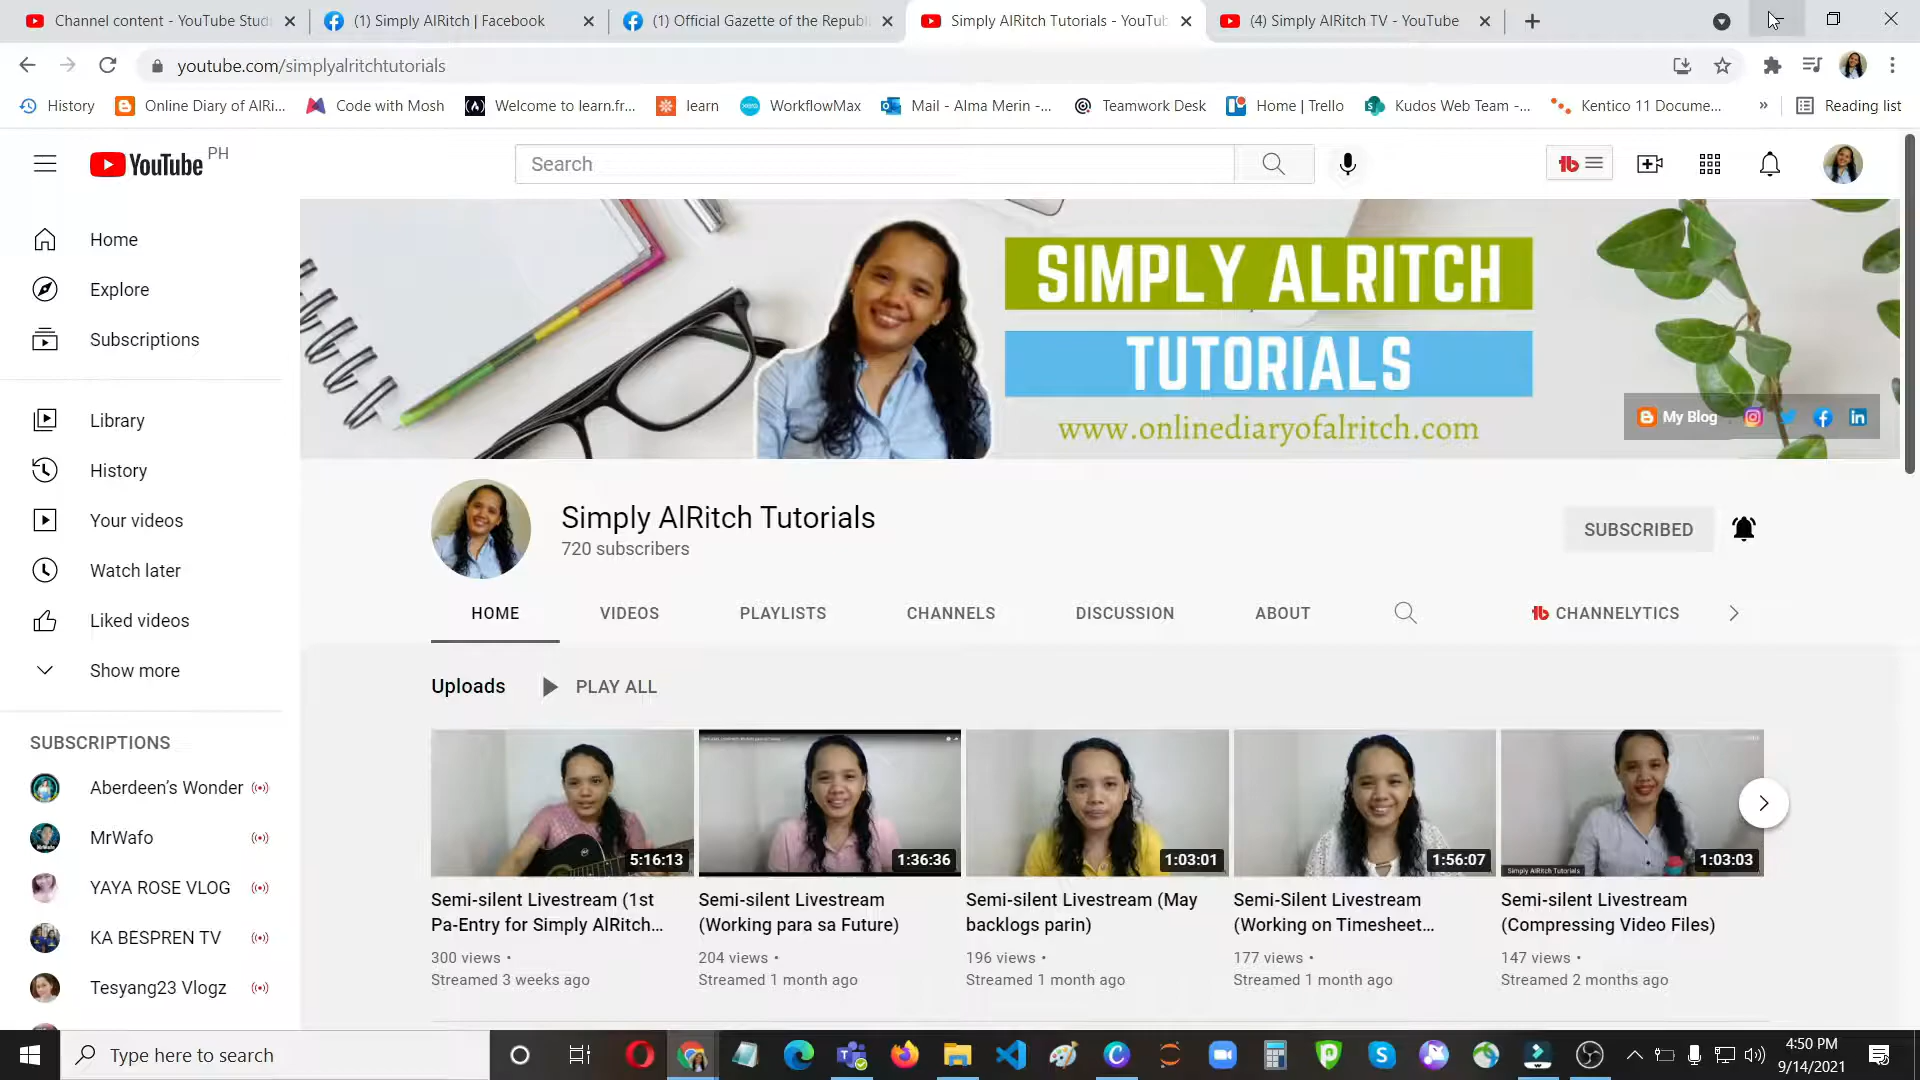 Channel content - YouTube Stud
(1) Simply AlRitch | Facebook
(1) Official Gazette of the Republi
Simply AlRitch Tutorials - YouTub
(4) Simply AlRitch TV - YouTube
youtube.com/simplyalritchtutorials
History
Online Diary of AlRi...
Code with Mosh
Welcome to learn.fr...
learn
WorkflowMax
Mail - Alma Merin -...
Teamwork Desk
Home | Trello
Kudos Web Team -...
Kentico 11 Docume...
»
Reading list
YouTube PH
Search
Home
Explore
Subscriptions
Library
History
Your videos
Watch later
Liked videos
Show more
SUBSCRIPTIONS
Aberdeen’s Wonder
MrWafo
YAYA ROSE VLOG
KA BESPREN TV
Tesyang23 Vlogz
SIMPLY ALRITCH
TUTORIALS
www.onlinediaryofalritch.com
My Blog
Simply AlRitch Tutorials
720 subscribers
SUBSCRIBED
HOME
VIDEOS
PLAYLISTS
CHANNELS
DISCUSSION
ABOUT
CHANNELYTICS
Uploads
PLAY ALL
5:16:13
1:36:36
1:03:01
1:56:07
Simply AlRitch Tutorials
1:03:03
Semi-silent Livestream (1st
Pa-Entry for Simply AlRitch...
300 views •
Streamed 3 weeks ago
Semi-silent Livestream
(Working para sa Future)
204 views •
Streamed 1 month ago
Semi-silent Livestream (May
backlogs parin)
196 views •
Streamed 1 month ago
Semi-Silent Livestream
(Working on Timesheet...
177 views •
Streamed 1 month ago
Semi-silent Livestream
(Compressing Video Files)
147 views •
Streamed 2 months ago
Type here to search
4:50 PM
9/14/2021